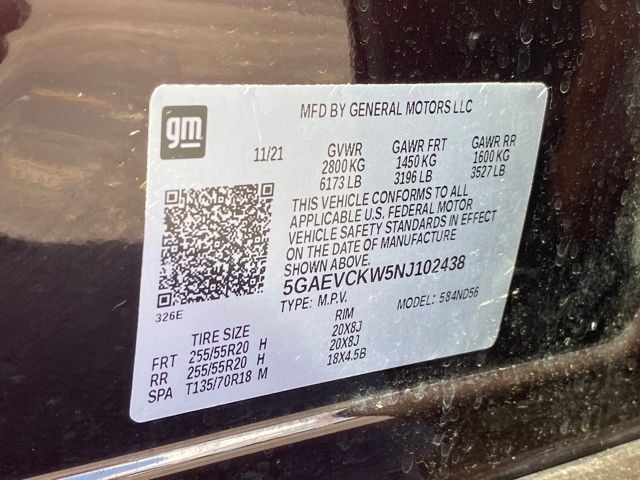 MFD BY GENERAL MOTORS LLC
gm
11/21 GVWR GAWR FRT GAWR RR
2800 KG 1450 KG 1600 KG
6173 LB 3196 LB 3527 LB
THIS VEHICLE CONFORMS TO ALL
APPLICABLE U.S. FEDERAL MOTOR
VEHICLE SAFETY STANDARDS IN EFFECT
ON THE DATE OF MANUFACTURE
SHOWN ABOVE.
5GAEVCKW5NJ102438
TYPE: M.P.V. MODEL: 584ND56
326E
TIRE SIZE RIM
FRT 255/55R20 H 20X8J
RR 255/55R20 H 20X8J
SPA T135/70R18 M 18X4.5B